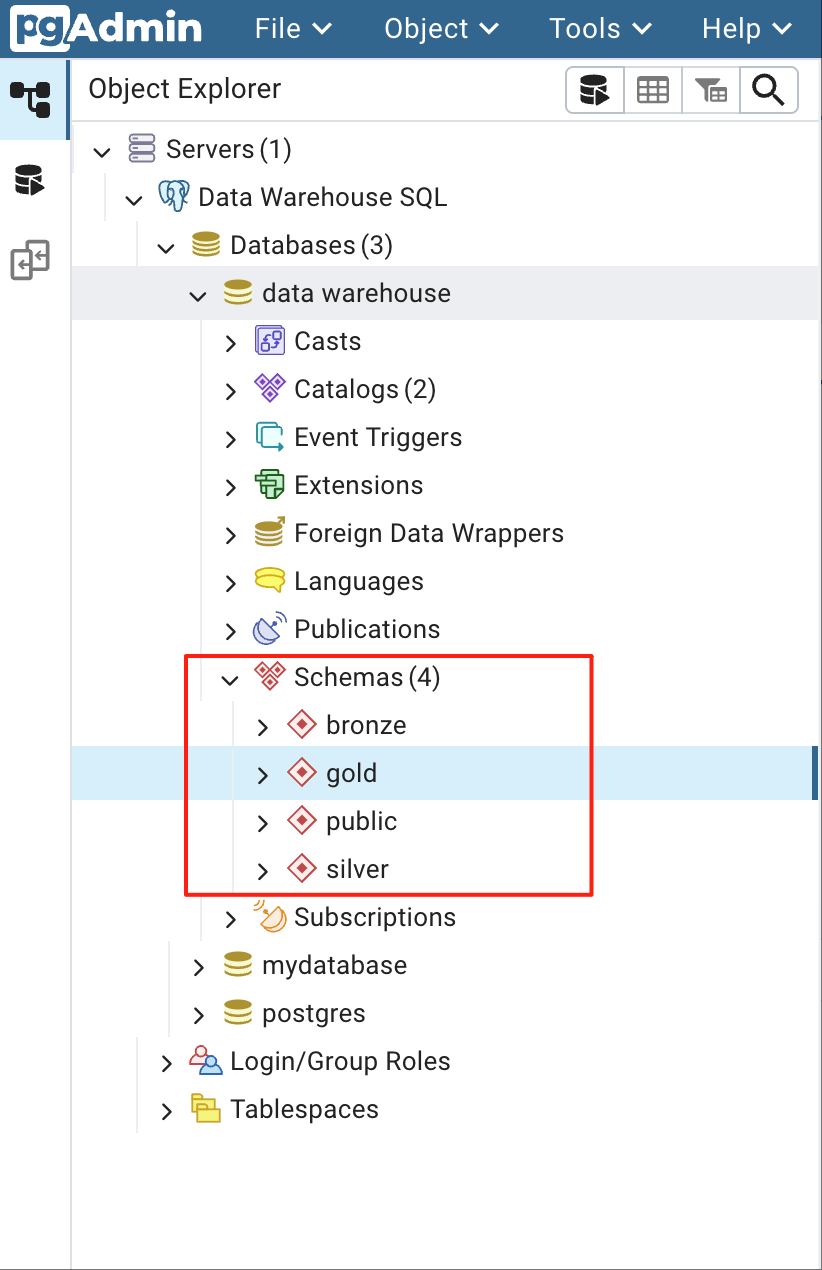 pgAdmin File Object Tools Help
Object Explorer
Servers (1)
Data Warehouse SQL
Databases (3)
data warehouse
Casts
Catalogs (2)
Event Triggers
Extensions
Foreign Data Wrappers
Languages
Publications
Schemas (4)
bronze
gold
public
silver
Subscriptions
mydatabase
postgres
Login/Group Roles
Tablespaces